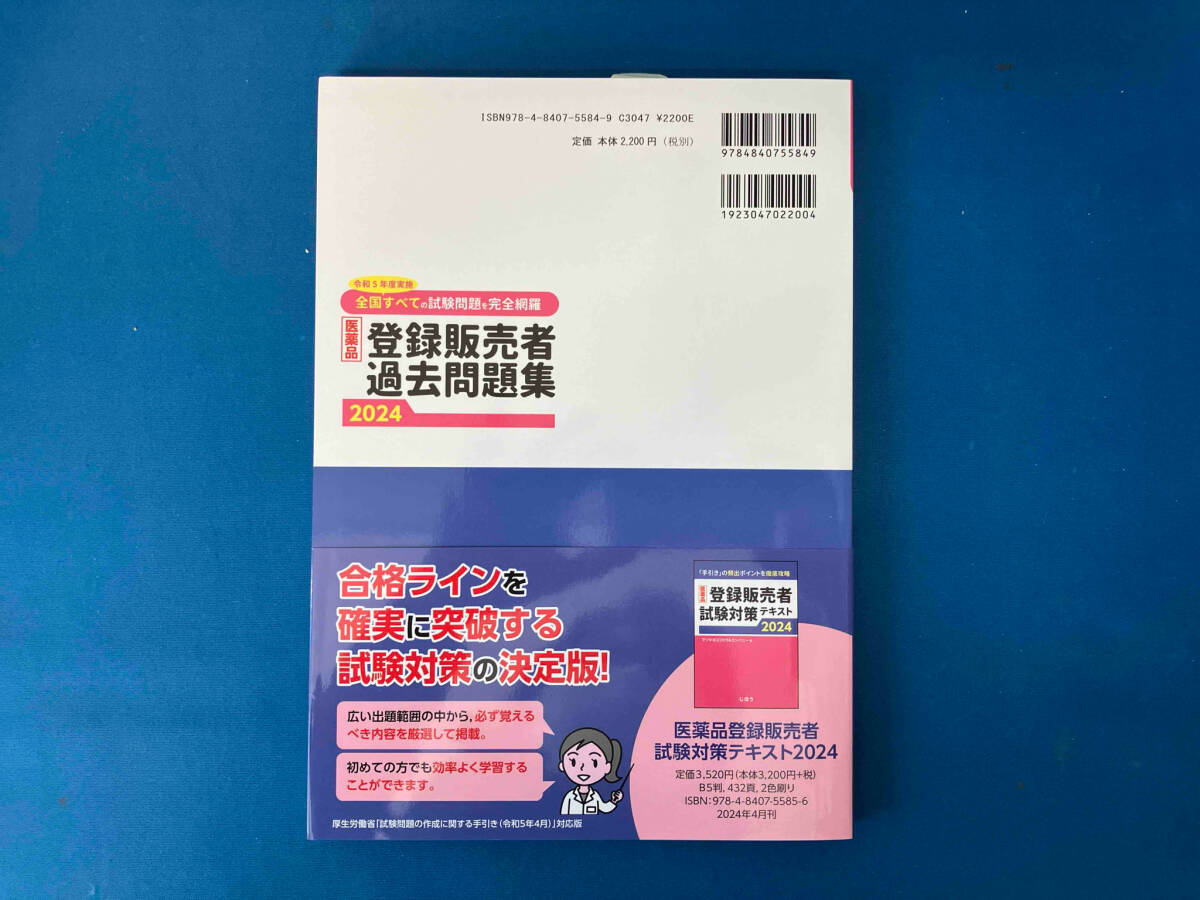 ISBN978-4-8407-5584-9 C3047 ¥2200E
定価 本体2,200円（税別）
9784840755849
1923047022004
令和5年度実施
全国すべての試験問題を完全網羅
医薬品
登録販売者
過去問題集
2024
合格ラインを
確実に突破する
試験対策の決定版!
広い出題範囲の中から,必ず覚える
べき内容を厳選して掲載。
初めての方でも効率よく学習する
ことができます。
厚生労働省「試験問題の作成に関する手引き（令和5年4月）」対応版
「手引き」の頻出ポイントを徹底攻略
医薬品
登録販売者
試験対策テキスト
2024
じほう
医薬品登録販売者
試験対策テキスト2024
定価3,520円（本体3,200円+税）
B5判, 432頁, 2色刷り
ISBN：978-4-8407-5585-6
2024年4月刊